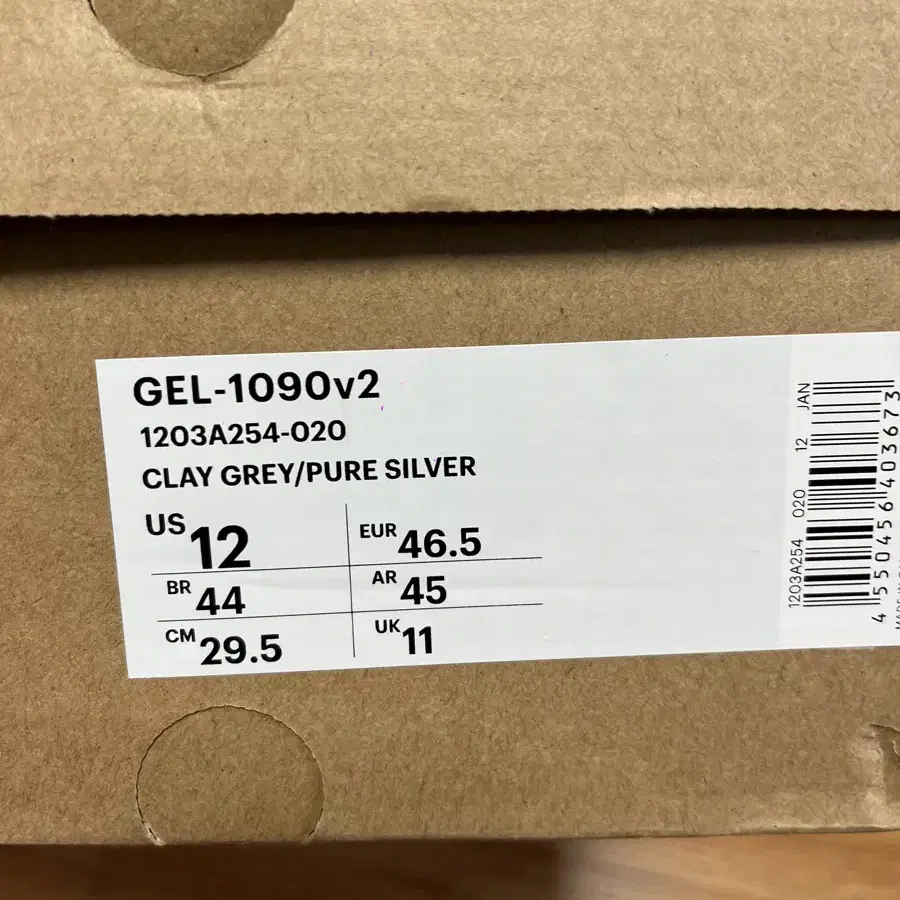 GEL-1090v2
1203A254-020
CLAY GREY/PURE SILVER
US 12 EUR 46.5
BR 44 AR 45
CM 29.5 UK 11
1203A254 020 12 JAN
4 550456 403673